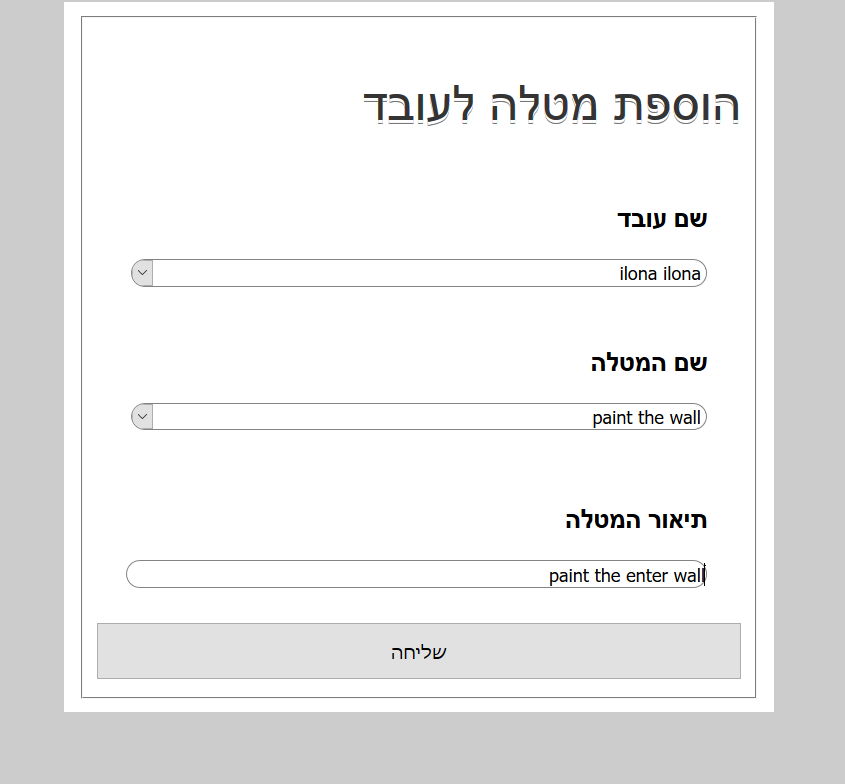 הוספת מטלה לעובד
שם עובד
ilona ilona
שם המטלה
paint the wall
תיאור המטלה
paint the enter wall
שליחה